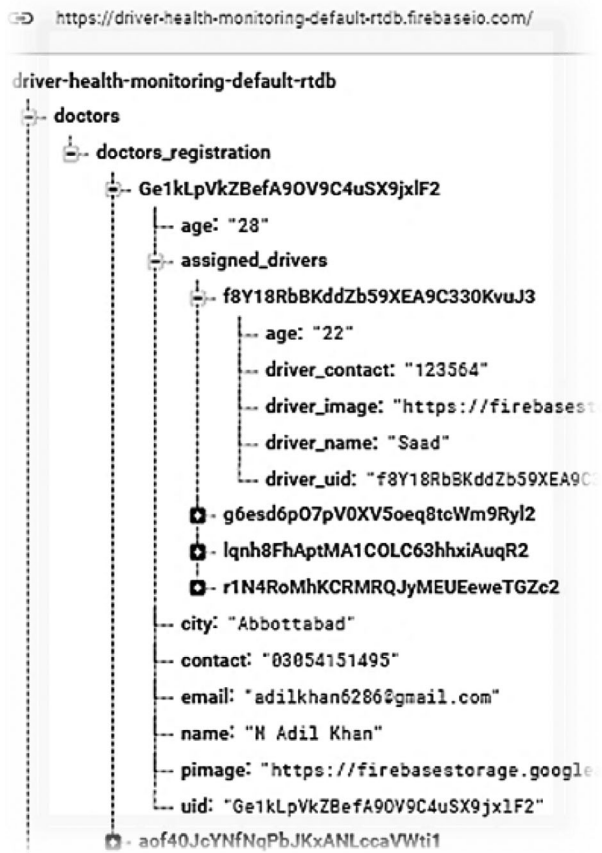 https://driver-health-monitoring-default-rtdb.firebaseio.com/
driver-health-monitoring-default-rtdb
doctors
doctors_registration
Ge1kLpVkZBefA9OV9C4uSX9jxlF2
age: "28"
assigned_drivers
f8Y18RbBKddZb59XEA9C330KvuJ3
age: "22"
driver_contact: "123564"
driver_image: "https://firebasest
driver_name: "Saad"
driver_uid: "f8Y18RbBKddZb59XEA9C3
g6esd6pO7pV0XV5oeq8tcWm9Ryl2
lqnh8FhAptMA1COLC63hhxiAuqR2
r1N4RoMhKCRMRQJyMEUEeweTGZc2
city: "Abbottabad"
contact: "03054151495"
email: "adilkhan6286@gmail.com"
name: "M Adil Khan"
pimage: "https://firebasestorage.google
uid: "Ge1kLpVkZBefA9OV9C4uSX9jxlF2"
aof40JcYNfNqPbJKxANLccaVWti1